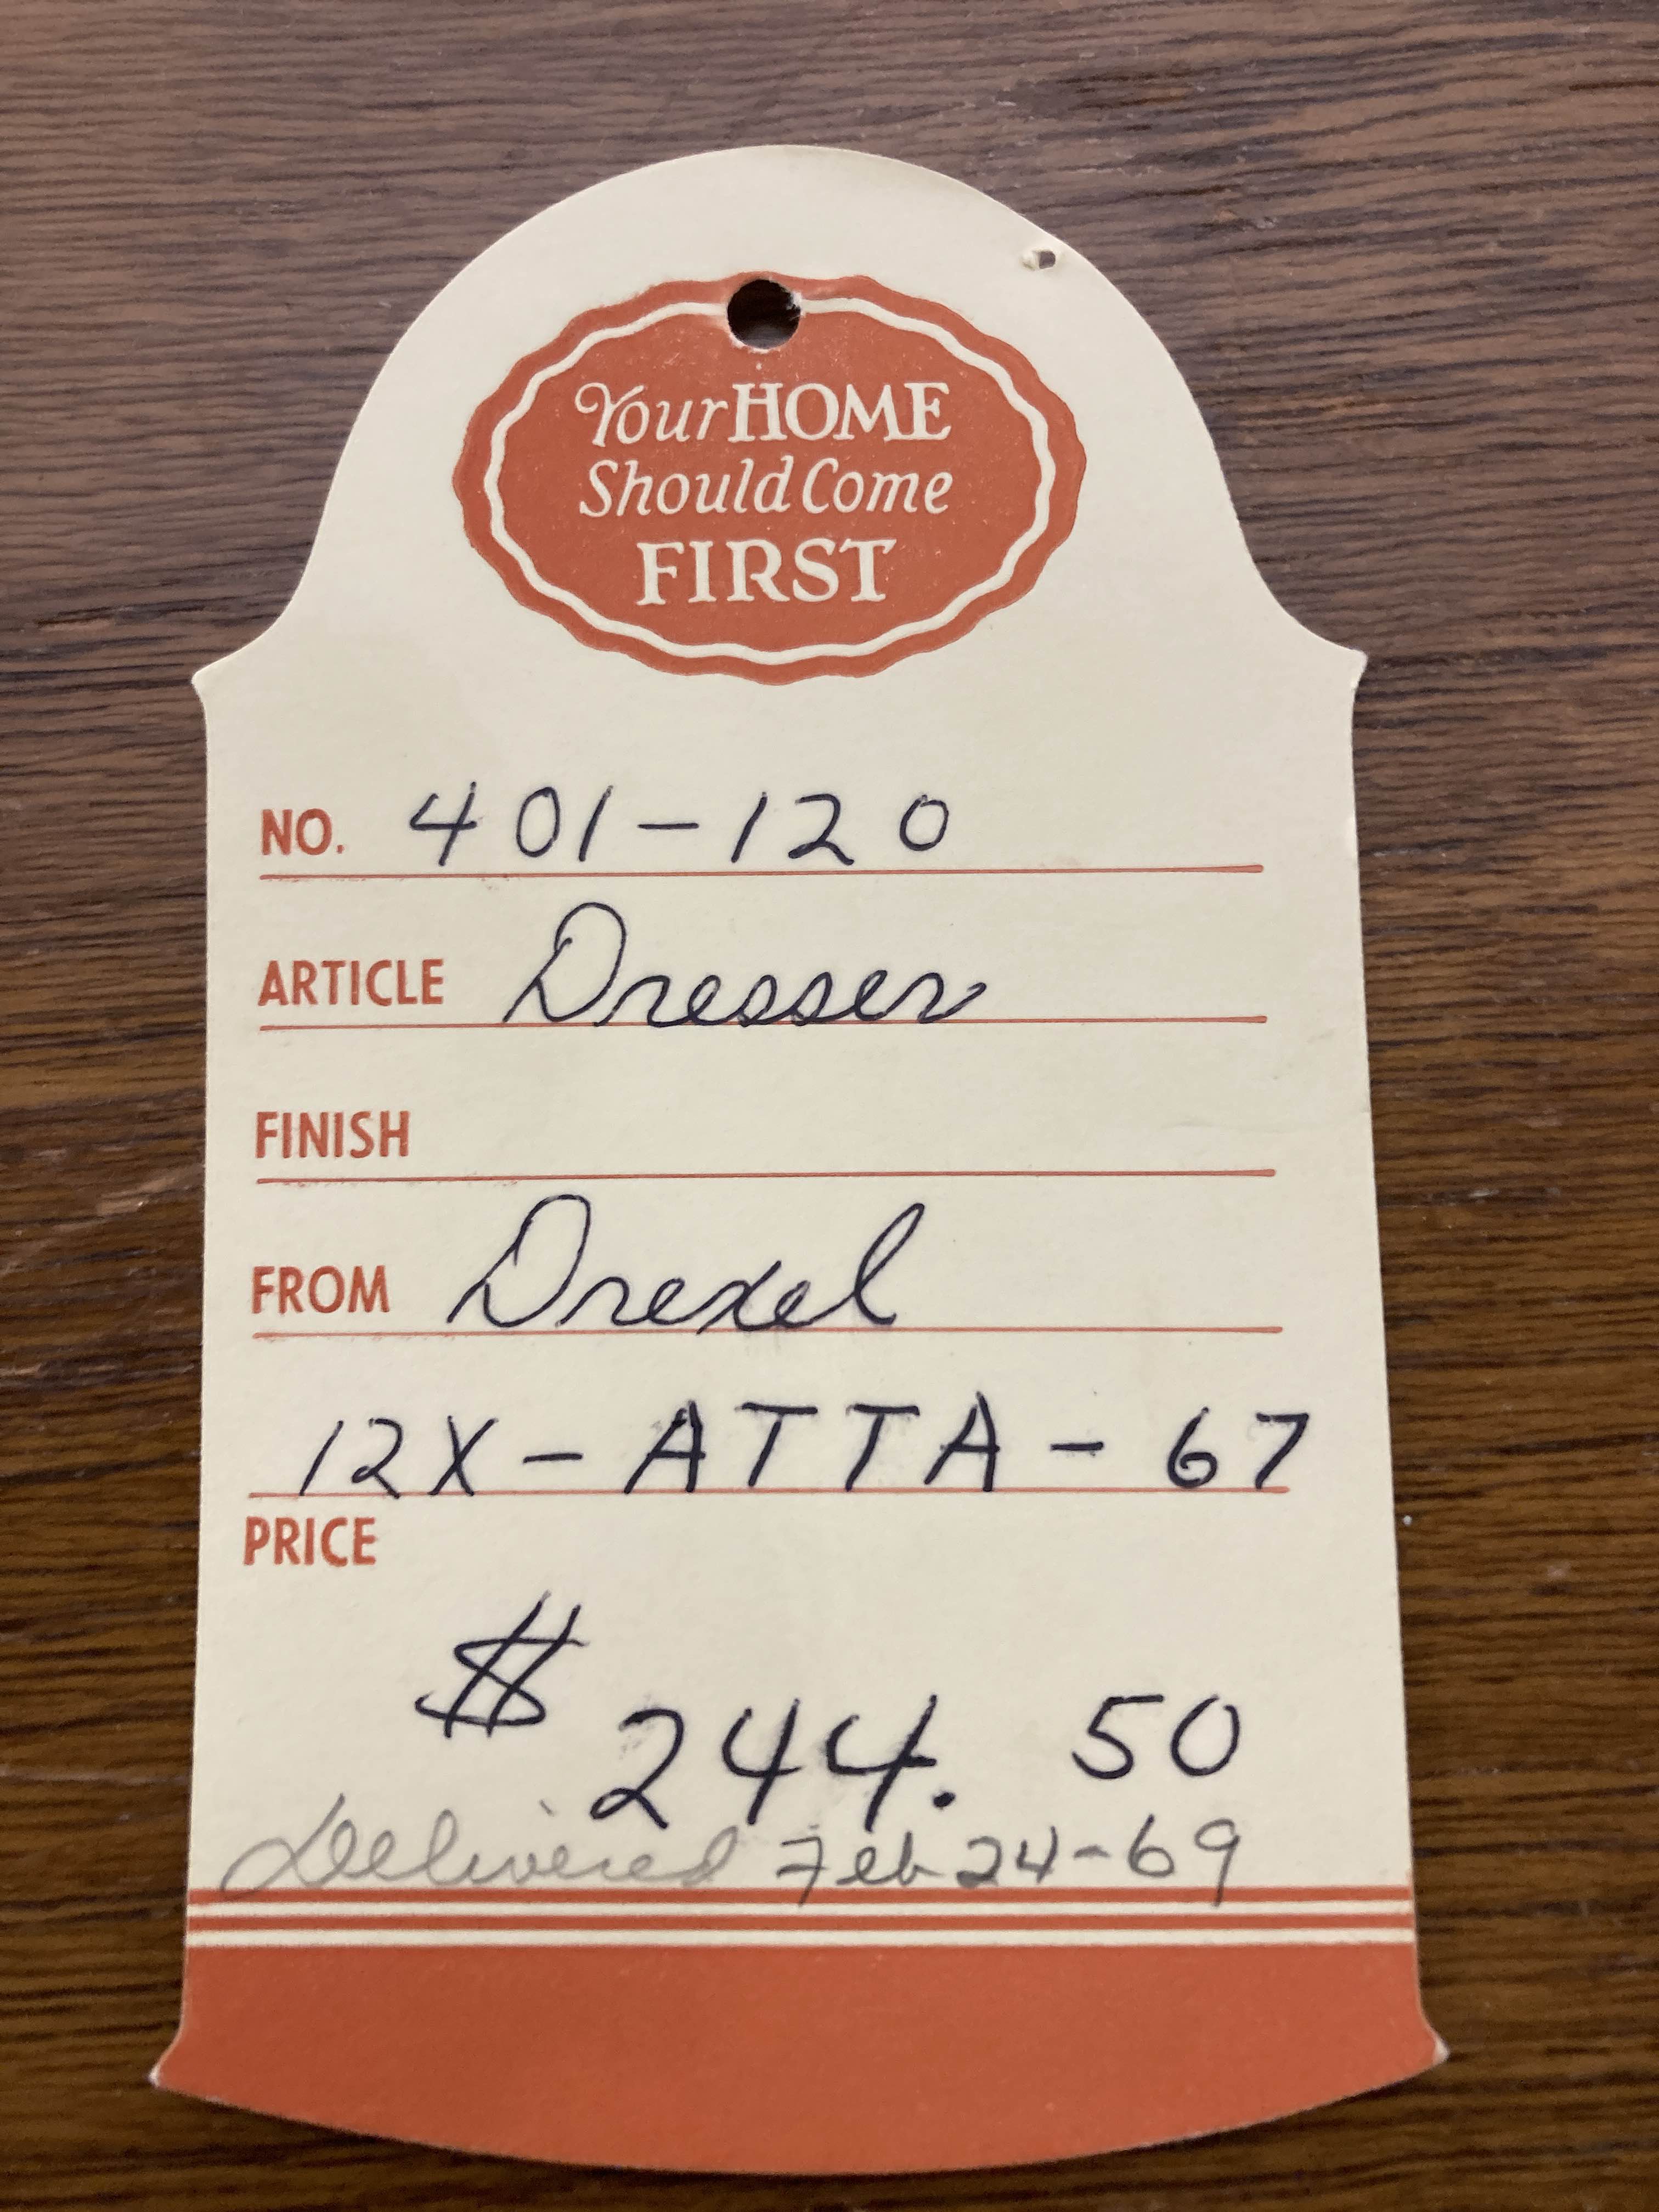 Your HOME
Should Come
FIRST
NO. 401-120
ARTICLE Dresser
FINISH
FROM Drexel
12X-ATTA-67
PRICE
$244.50
Delivered Feb 24-69